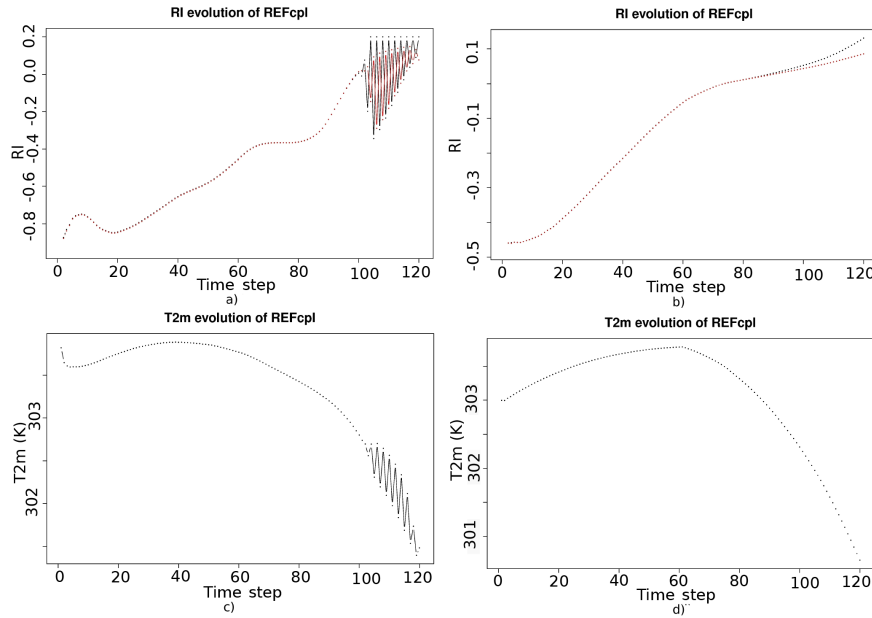 RI evolution of REFcpl
RI
0.2
0.0
-0.2
-0.4
-0.6
-0.8
0 20 40 60 80 100 120
Time step
a)
RI evolution of REFcpl
RI
0.1
-0.1
-0.3
-0.5
0 20 40 60 80 100 120
Time step
b)
T2m evolution of REFcpl
T2m (K)
303
302
0 20 40 60 80 100 120
Time step
c)
T2m evolution of REFcpl
T2m (K)
303
302
301
0 20 40 60 80 100 120
Time step
d)